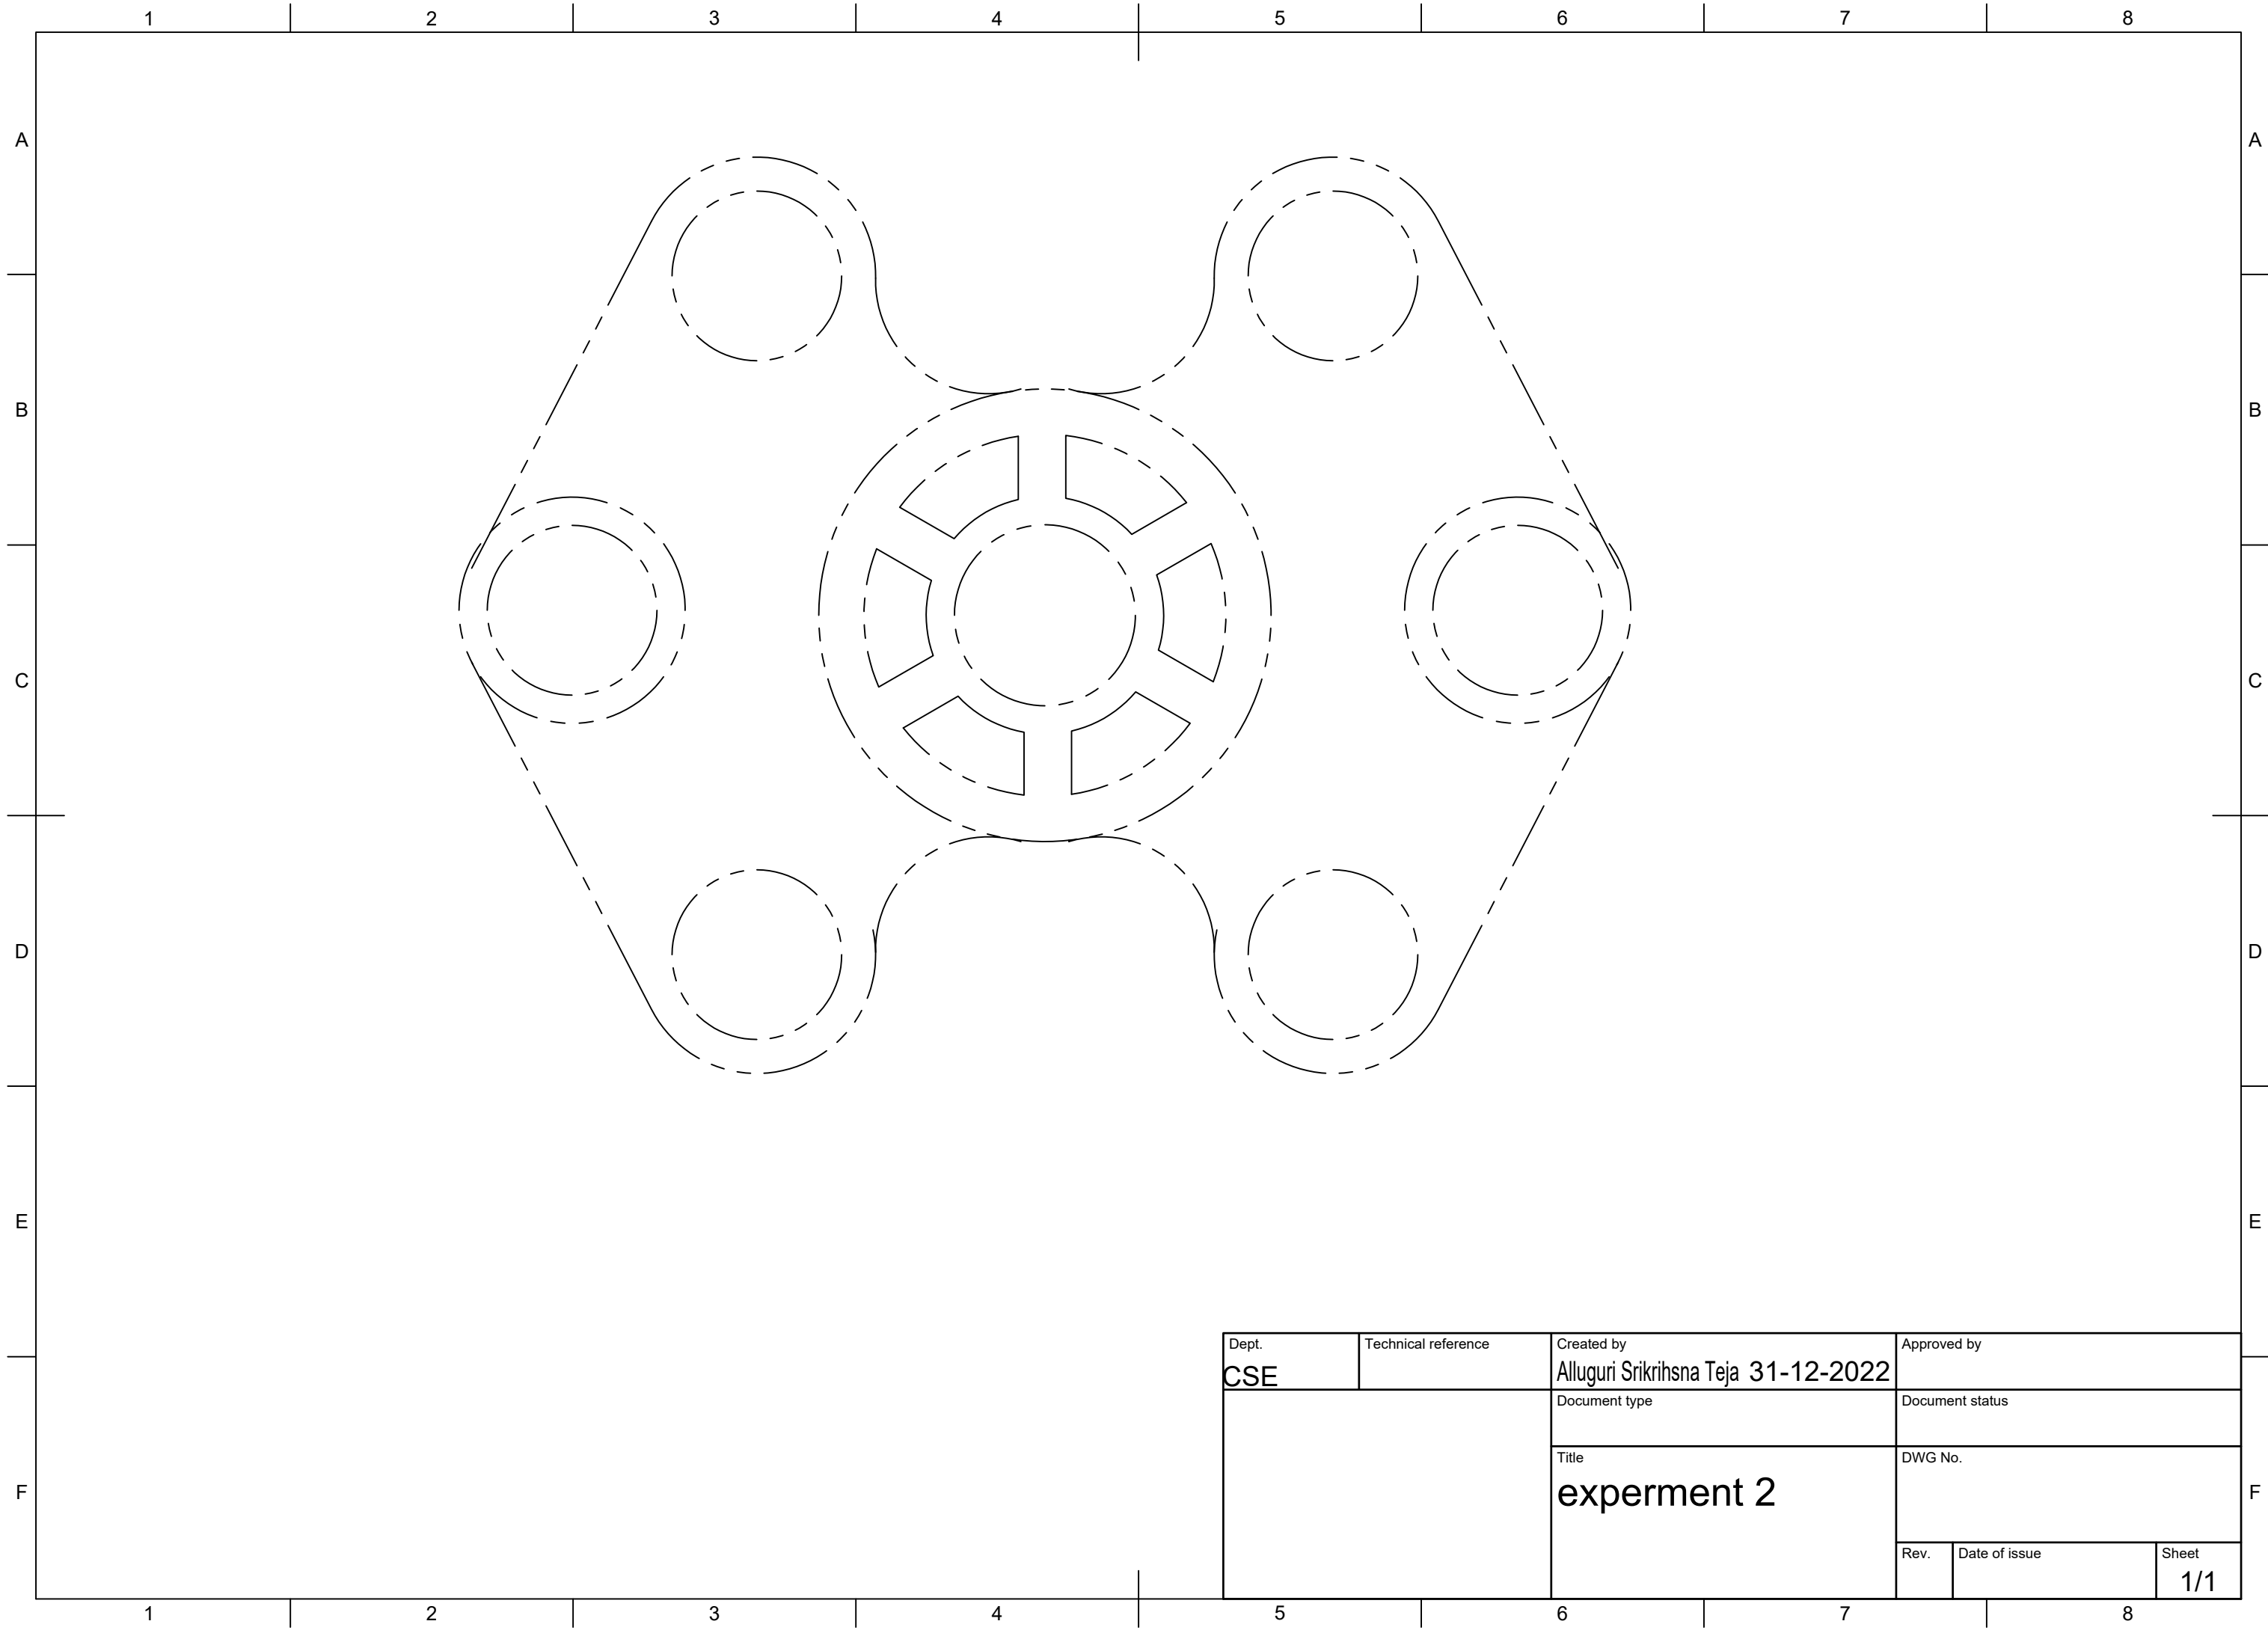 1 2 3 4 5 6 7 8
A A
B B
C C
D D
E E
F F
Dept. Technical reference Created by Approved by
CSE Alluguri Srikrihsna Teja 31-12-2022
Document type Document status
Title DWG No.
experment 2
Rev. Date of issue Sheet
1/1
1 2 3 4 5 6 7 8